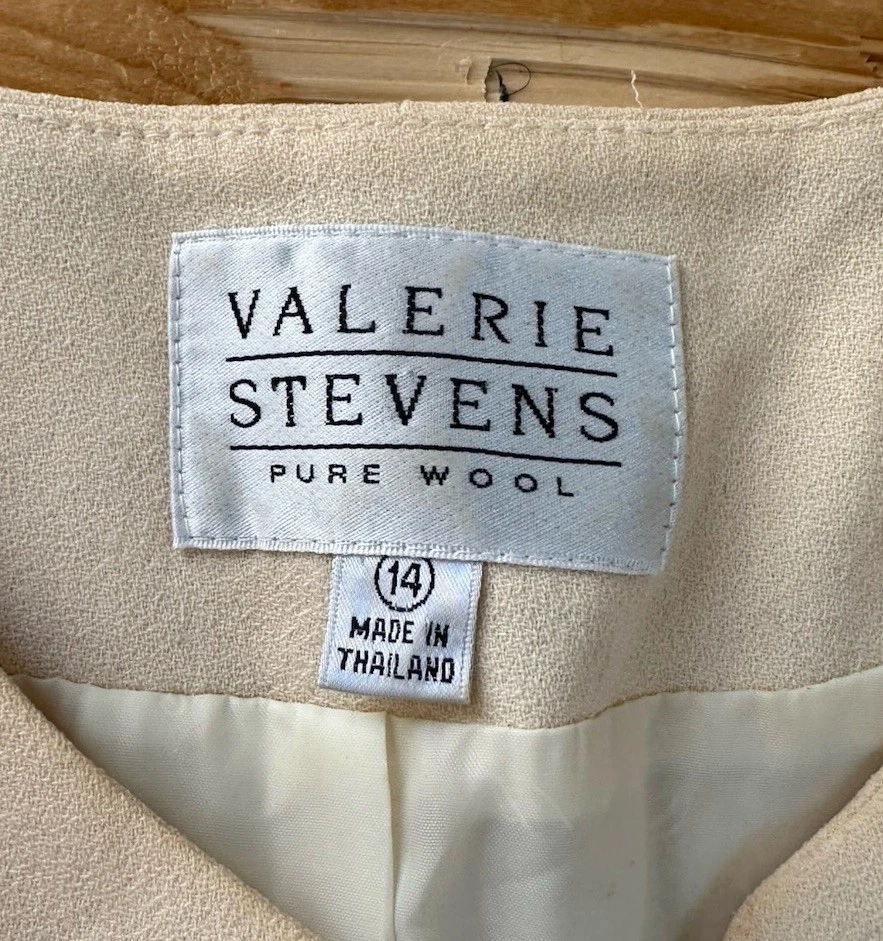 VALERIE
STEVENS
PURE WOOL
14
MADE IN
THAILAND